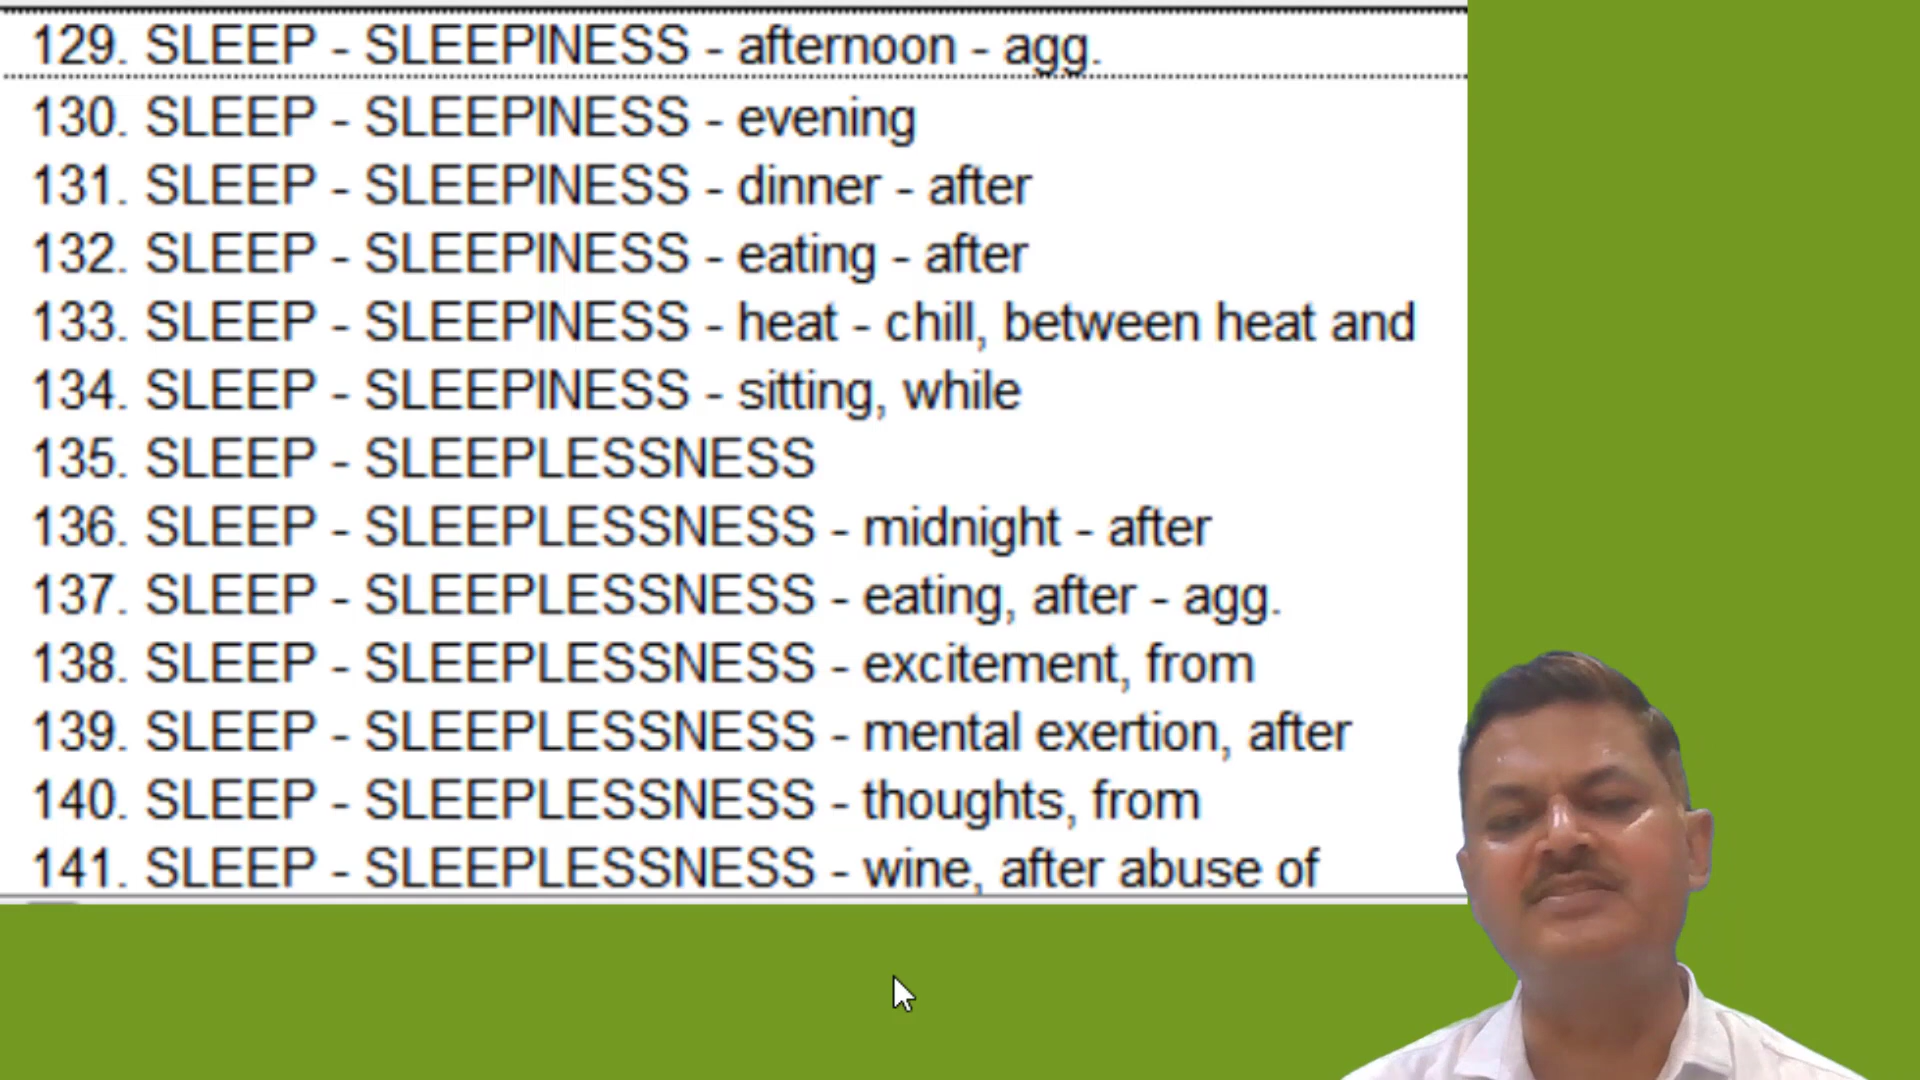 129. SLEEP - SLEEPINESS - afternoon - agg.
130. SLEEP - SLEEPINESS - evening
131. SLEEP - SLEEPINESS - dinner - after
132. SLEEP - SLEEPINESS - eating - after
133. SLEEP - SLEEPINESS - heat - chill, between heat and
134. SLEEP - SLEEPINESS - sitting, while
135. SLEEP - SLEEPLESSNESS
136. SLEEP - SLEEPLESSNESS - midnight - after
137. SLEEP - SLEEPLESSNESS - eating, after - agg.
138. SLEEP - SLEEPLESSNESS - excitement, from
139. SLEEP - SLEEPLESSNESS - mental exertion, after
140. SLEEP - SLEEPLESSNESS - thoughts, from
141. SLEEP - SLEEPLESSNESS - wine, after abuse of